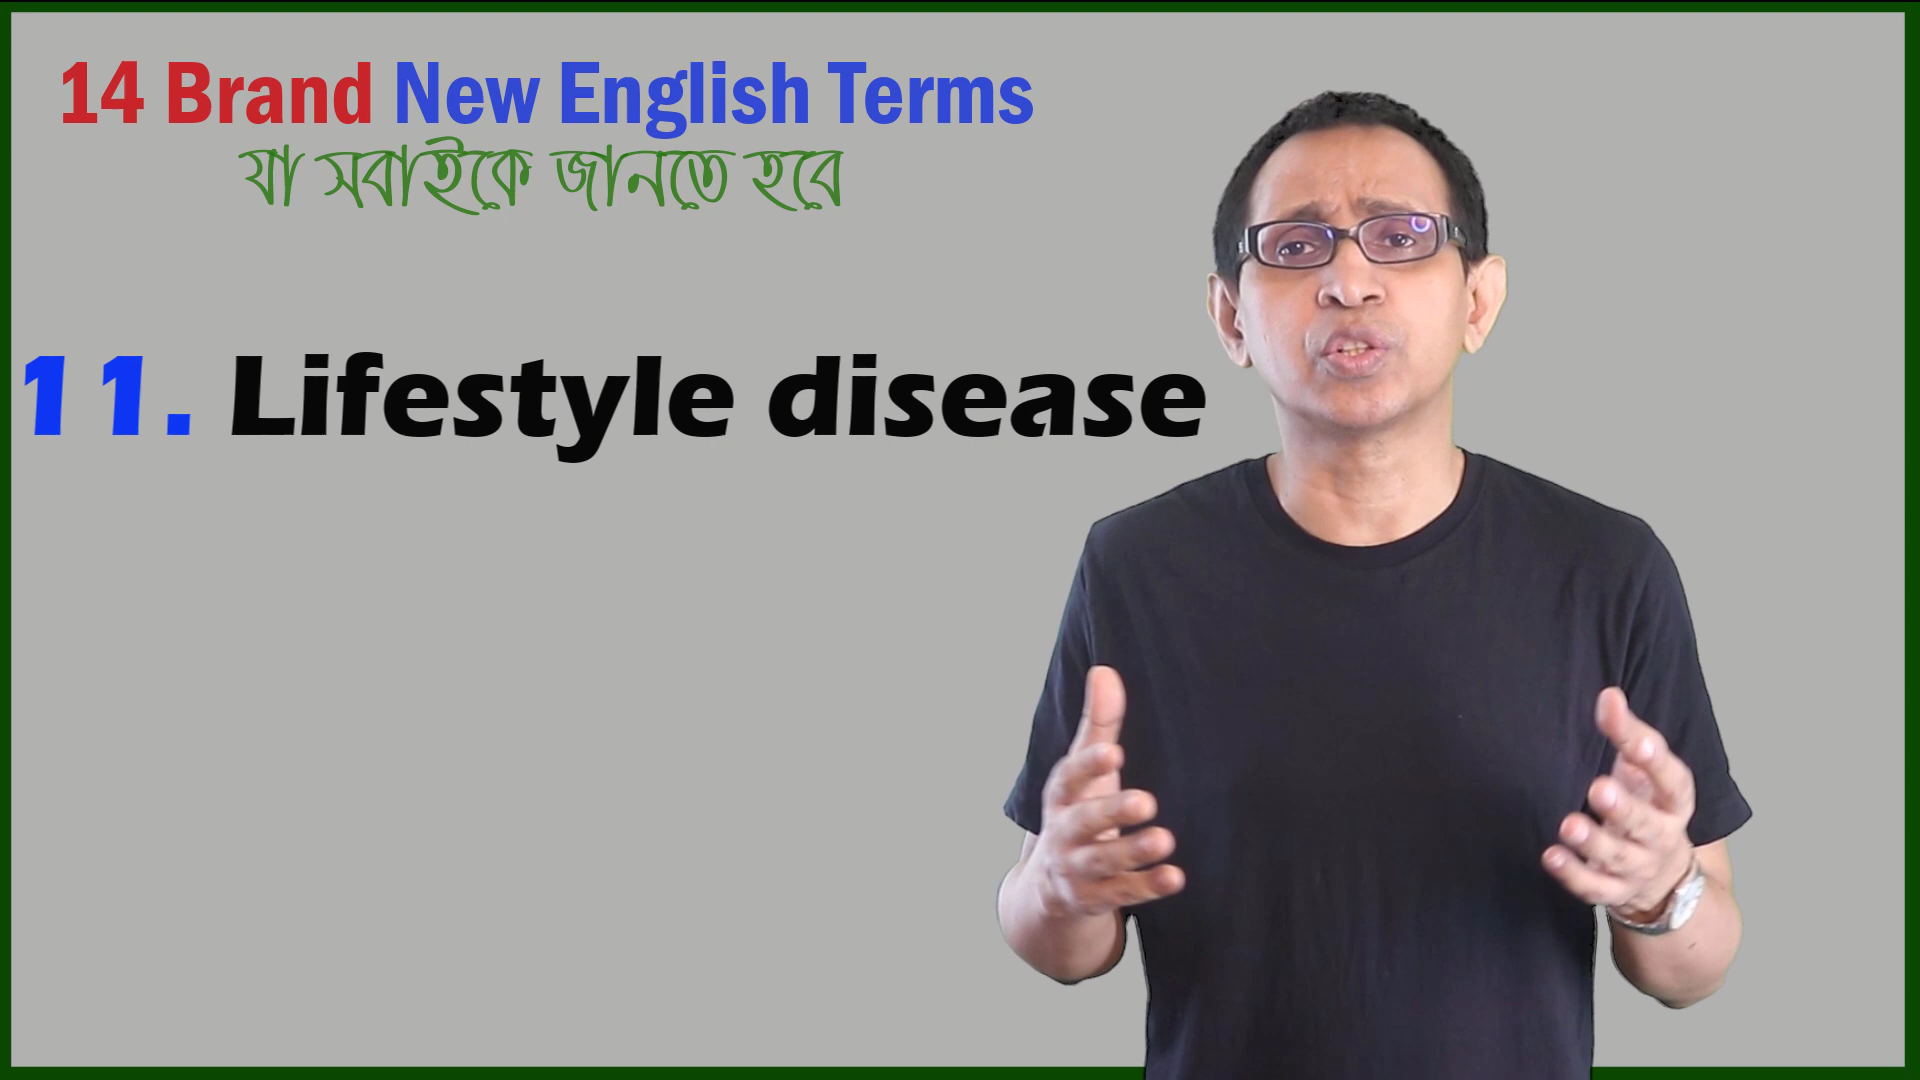 14 Brand New English Terms
যা সবাইকে জানতে হবে
11. Lifestyle disease